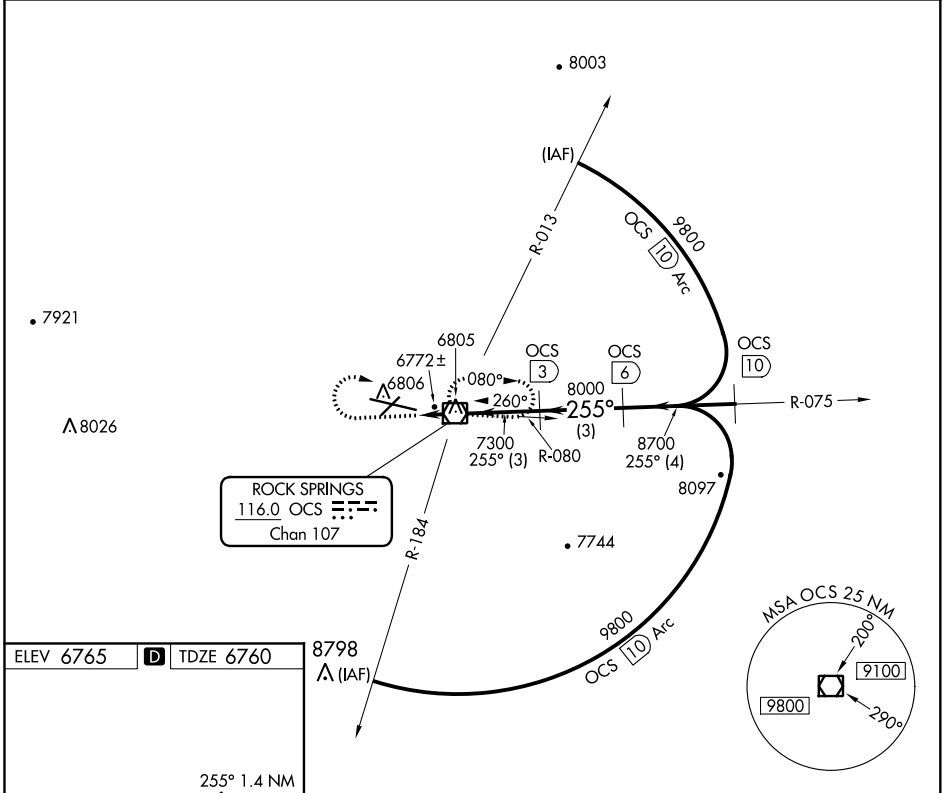 8003
(IAF)
R-013
9800
OCS 10 Arc
7921
6805
6772±
6806
080°
260°
OCS
3
8000
OCS
6
OCS
10
255°
(3)
R-075
8026
7300
255° (3)
R-080
8700
255° (4)
8097
ROCK SPRINGS
116.0 OCS
Chan 107
R-184
7744
9800
OCS 10 Arc
MSA OCS 25 NM
200°
9100
9800
290°
ELEV 6765 D TDZE 6760
8798
(IAF)
255° 1.4 NM